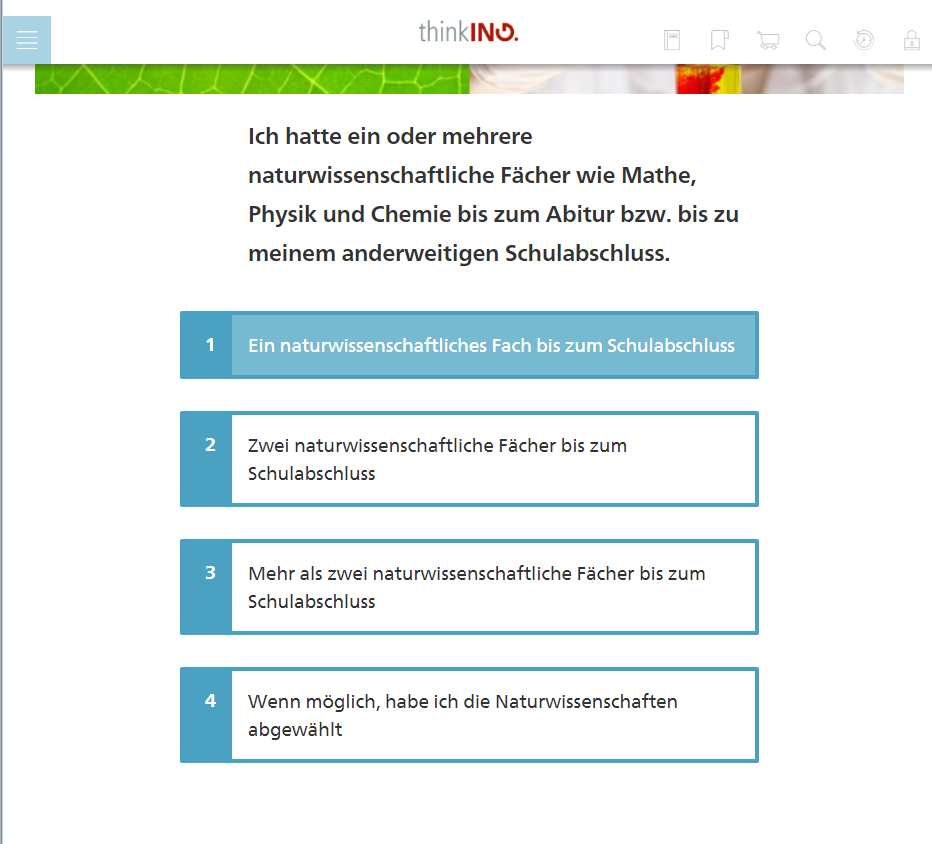 thinkING.
Ich hatte ein oder mehrere
naturwissenschaftliche Fächer wie Mathe,
Physik und Chemie bis zum Abitur bzw. bis zu
meinem anderweitigen Schulabschluss.
1 Ein naturwissenschaftliches Fach bis zum Schulabschluss
2 Zwei naturwissenschaftliche Fächer bis zum
Schulabschluss
3 Mehr als zwei naturwissenschaftliche Fächer bis zum
Schulabschluss
4 Wenn möglich, habe ich die Naturwissenschaften
abgewählt